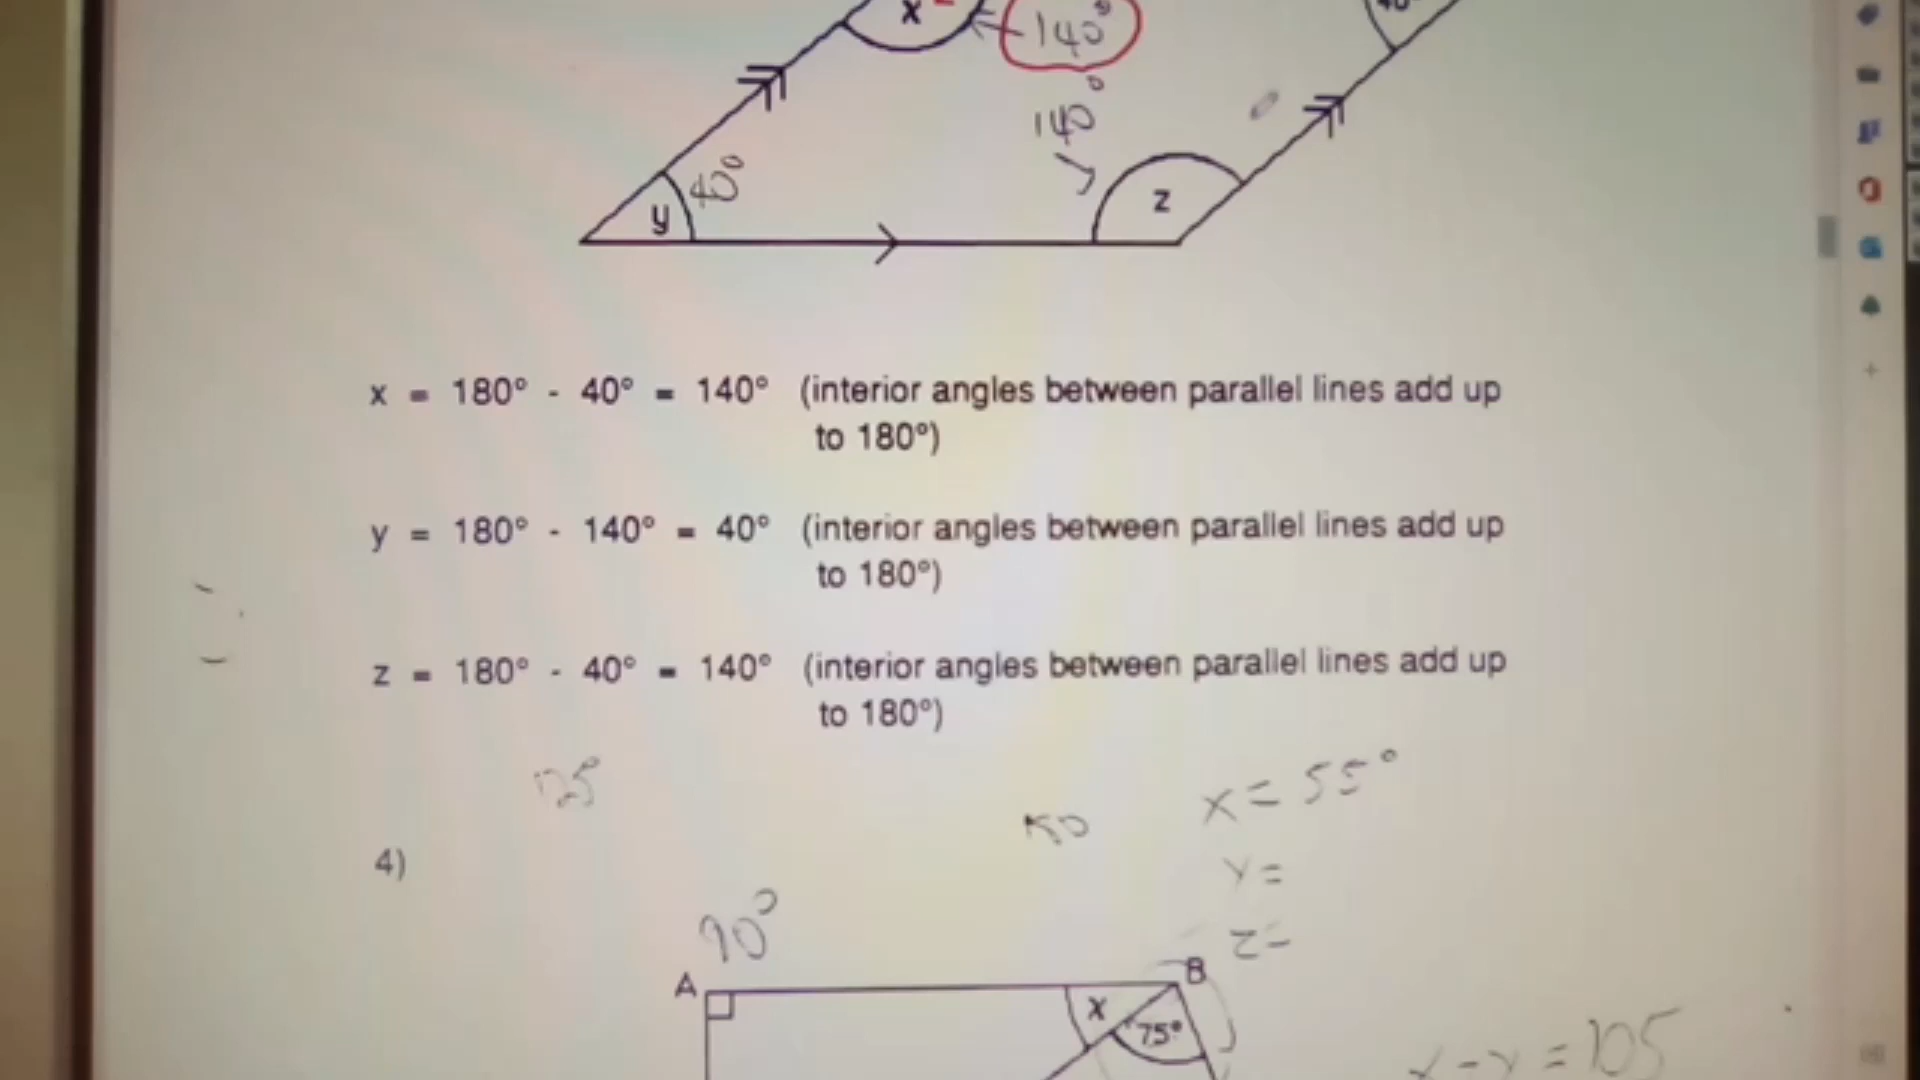 x
140°
40°
140°
40°
y
z
x = 180° - 40° = 140° (interior angles between parallel lines add up
to 180°)
y = 180° - 140° = 40° (interior angles between parallel lines add up
to 180°)
z = 180° - 40° = 140° (interior angles between parallel lines add up
to 180°)
125
x = 55°
4)
y =
90°
z =
A
B
x
75°
= 105